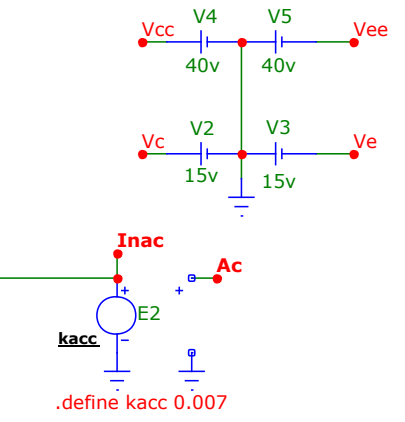 V4 V5
Vcc Vee
40v 40v
V2 V3
Vc Ve
15v 15v
Inac
Ac
+ +
E2
kacc
-
.define kacc 0.007